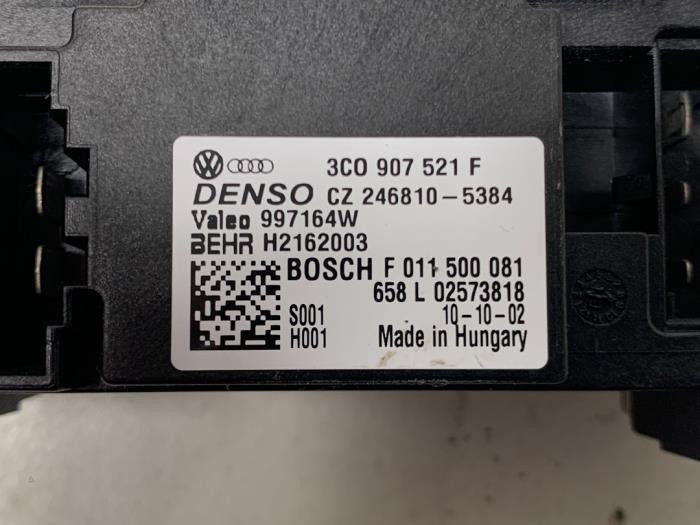 3C0 907 521 F
DENSO CZ 246810-5384
Valeo 997164W
BEHR H2162003
BOSCH F 011 500 081
658 L 02573818
S001 10-10-02
H001 Made in Hungary